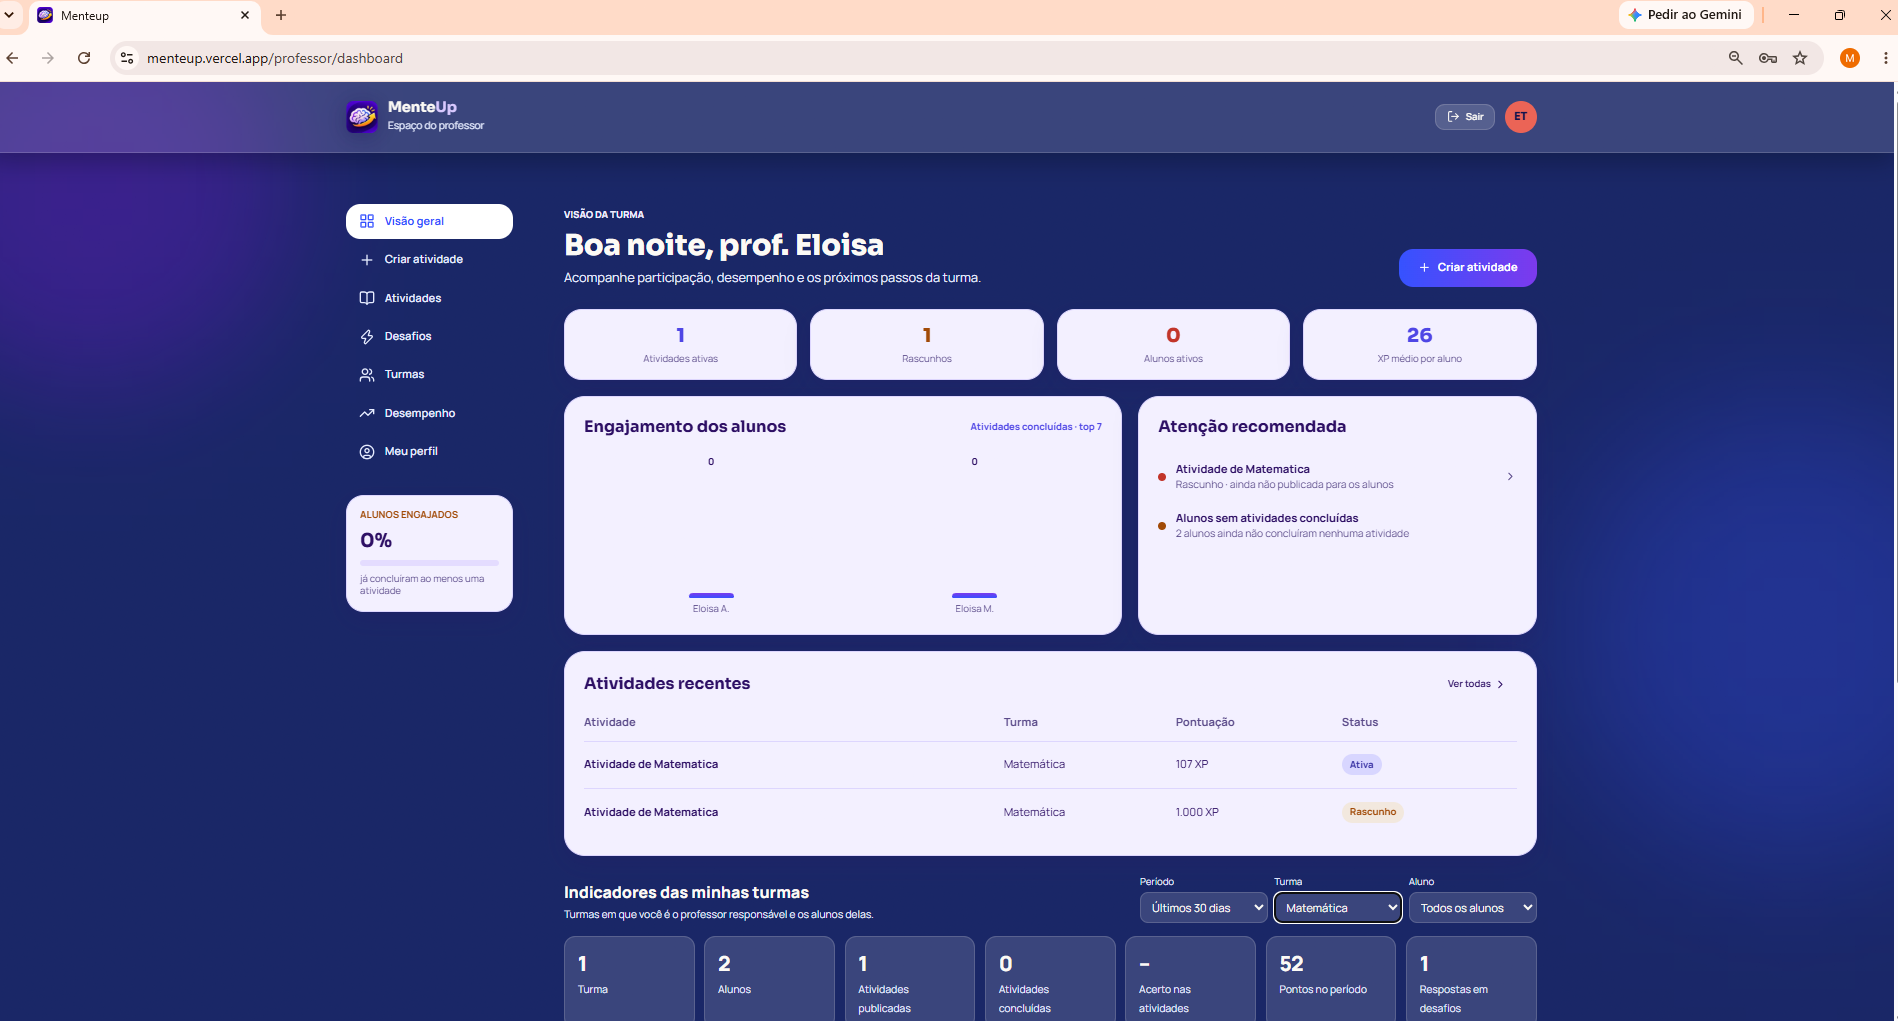 Menteup
Pedir ao Gemini
menteup.vercel.app/professor/dashboard
M
MenteUp
Espaço do professor
Sair
ET
Visão geral
Criar atividade
Atividades
Desafios
Turmas
Desempenho
Meu perfil
ALUNOS ENGAJADOS
0%
já concluíram ao menos uma
atividade
VISÃO DA TURMA
Boa noite, prof. Eloisa
Acompanhe participação, desempenho e os próximos passos da turma.
Criar atividade
1
Atividades ativas
1
Rascunhos
0
Alunos ativos
26
XP médio por aluno
Engajamento dos alunos
Atividades concluídas · top 7
0
0
Eloisa A.
Eloisa M.
Atenção recomendada
Atividade de Matematica
Rascunho · ainda não publicada para os alunos
Alunos sem atividades concluídas
2 alunos ainda não concluíram nenhuma atividade
Atividades recentes
Ver todas
Atividade Turma Pontuação Status
Atividade de Matematica Matemática 107 XP Ativa
Atividade de Matematica Matemática 1.000 XP Rascunho
Indicadores das minhas turmas
Turmas em que você é o professor responsável e os alunos delas.
Período
Últimos 30 dias
Turma
Matemática
Aluno
Todos os alunos
1
Turma
2
Alunos
1
Atividades
publicadas
0
Atividades
concluídas
–
Acerto nas
atividades
52
Pontos no período
1
Respostas em
desafios